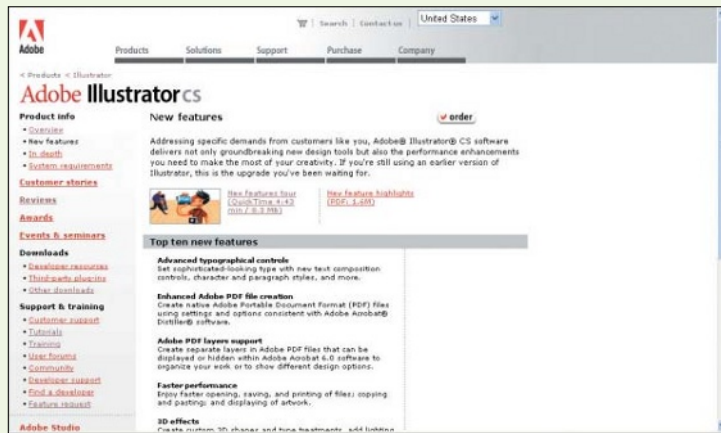 Search | Contact us | United States
Adobe
Products Solutions Support Purchase Company
< Products < Illustrator
Adobe Illustrator cs
Product info
• Overview
• New features
• In depth
• System requirements
Customer stories
Reviews
Awards
Events & seminars
Downloads
• Developer resources
• Third-party plug-ins
• Other downloads
Support & training
• Customer support
• Tutorials
• Training
• User forums
• Community
• Developer support
• Find a developer
• Feature request
Adobe Studio
New features
order
Addressing specific demands from customers like you, Adobe® Illustrator® CS software
delivers not only groundbreaking new design tools but also the performance enhancements
you need to make the most of your creativity. If you're still using an earlier version of
Illustrator, this is the upgrade you've been waiting for.
New features tour
(QuickTime 4:43
min / 8.3 MB)
New feature highlights
(PDF: 1.6M)
Top ten new features
Advanced typographical controls
Set sophisticated-looking type with new text composition
controls, character and paragraph styles, and more.
Enhanced Adobe PDF file creation
Create native Adobe Portable Document Format (PDF) files
using settings and options consistent with Adobe Acrobat®
Distiller® software.
Adobe PDF layers support
Create separate layers in Adobe PDF files that can be
displayed or hidden within Adobe Acrobat 6.0 software to
organize your work or to show different design options.
Faster performance
Enjoy faster opening, saving, and printing of files; copying
and pasting; and displaying of artwork.
3D effects
Create custom 3D shapes and type treatments, add lighting